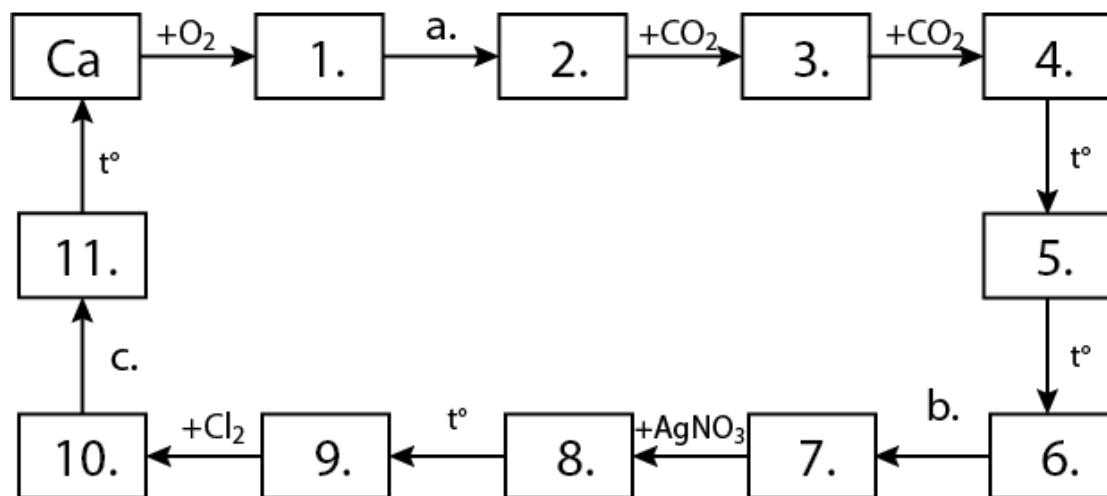 +O₂ a. +CO₂ +CO₂
Ca 1. 2. 3. 4.
t° t°
11. 5.
c. t°
+Cl₂ t° +AgNO₃ b.
10. 9. 8. 7. 6.